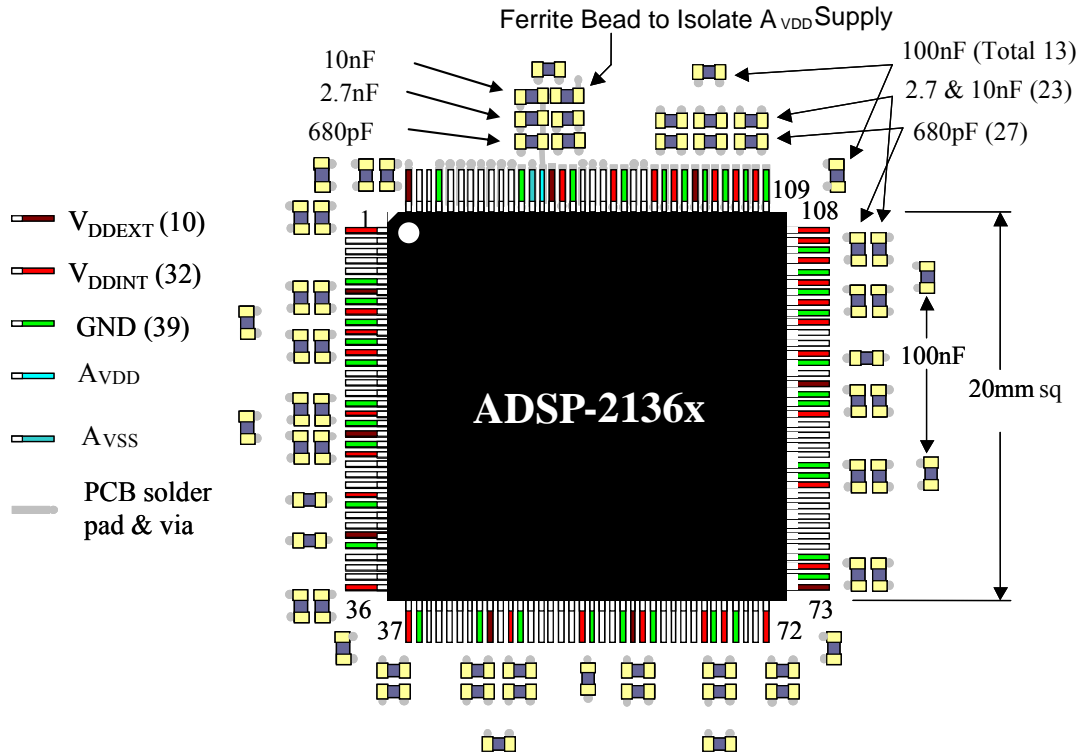 Ferrite Bead to Isolate AVDD Supply
10nF
2.7nF
680pF
100nF (Total 13)
2.7 & 10nF (23)
680pF (27)
109
1
108
VDDEXT (10)
VDDINT (32)
GND (39)
AVDD
AVSS
PCB solder
pad & via
ADSP-2136x
100nF
20mm sq
36
37
72
73